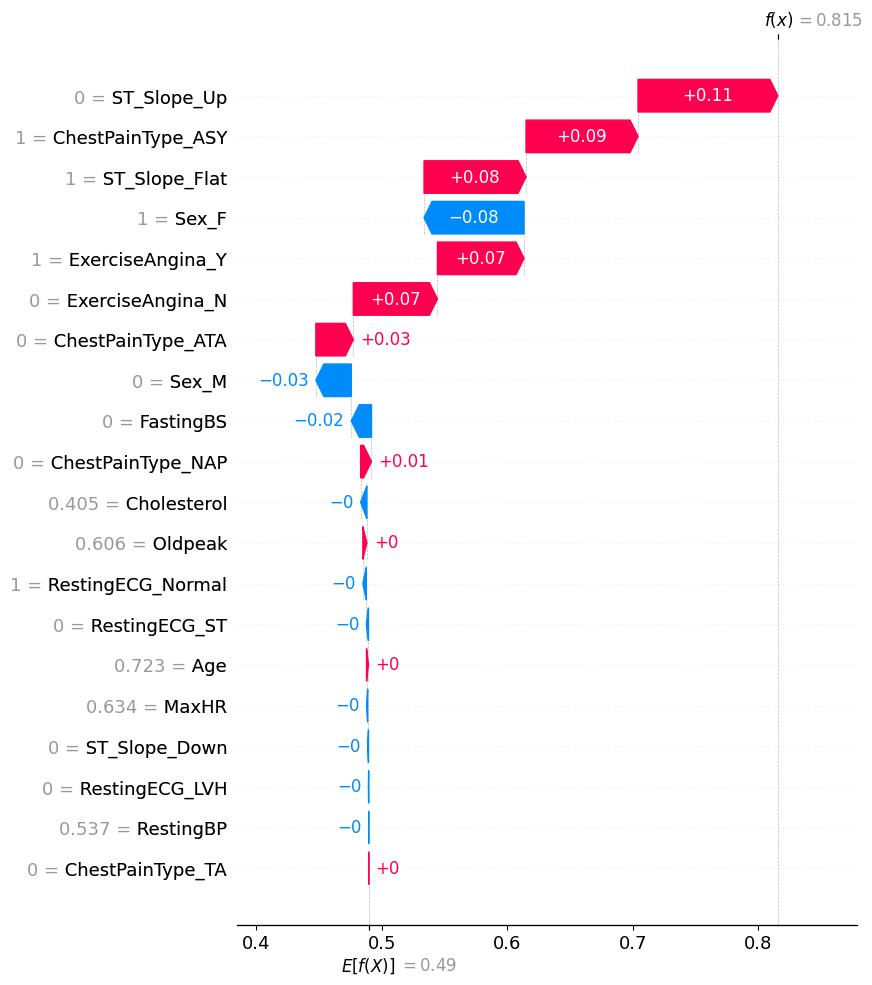 f(x) = 0.815
0 = ST_Slope_Up +0.11
1 = ChestPainType_ASY +0.09
1 = ST_Slope_Flat +0.08
1 = Sex_F −0.08
1 = ExerciseAngina_Y +0.07
0 = ExerciseAngina_N +0.07
0 = ChestPainType_ATA +0.03
0 = Sex_M −0.03
0 = FastingBS −0.02
0 = ChestPainType_NAP +0.01
0.405 = Cholesterol −0
0.606 = Oldpeak +0
1 = RestingECG_Normal −0
0 = RestingECG_ST −0
0.723 = Age +0
0.634 = MaxHR −0
0 = ST_Slope_Down −0
0 = RestingECG_LVH −0
0.537 = RestingBP −0
0 = ChestPainType_TA +0
0.4 0.5 0.6 0.7 0.8
E[f(X)] = 0.49